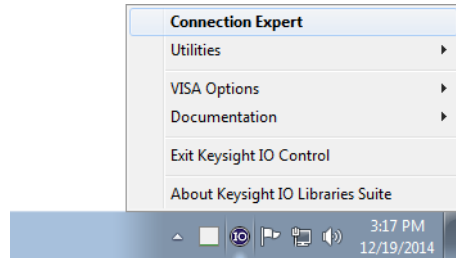 Connection Expert
Utilities
VISA Options
Documentation
Exit Keysight IO Control
About Keysight IO Libraries Suite
IO
3:17 PM
12/19/2014